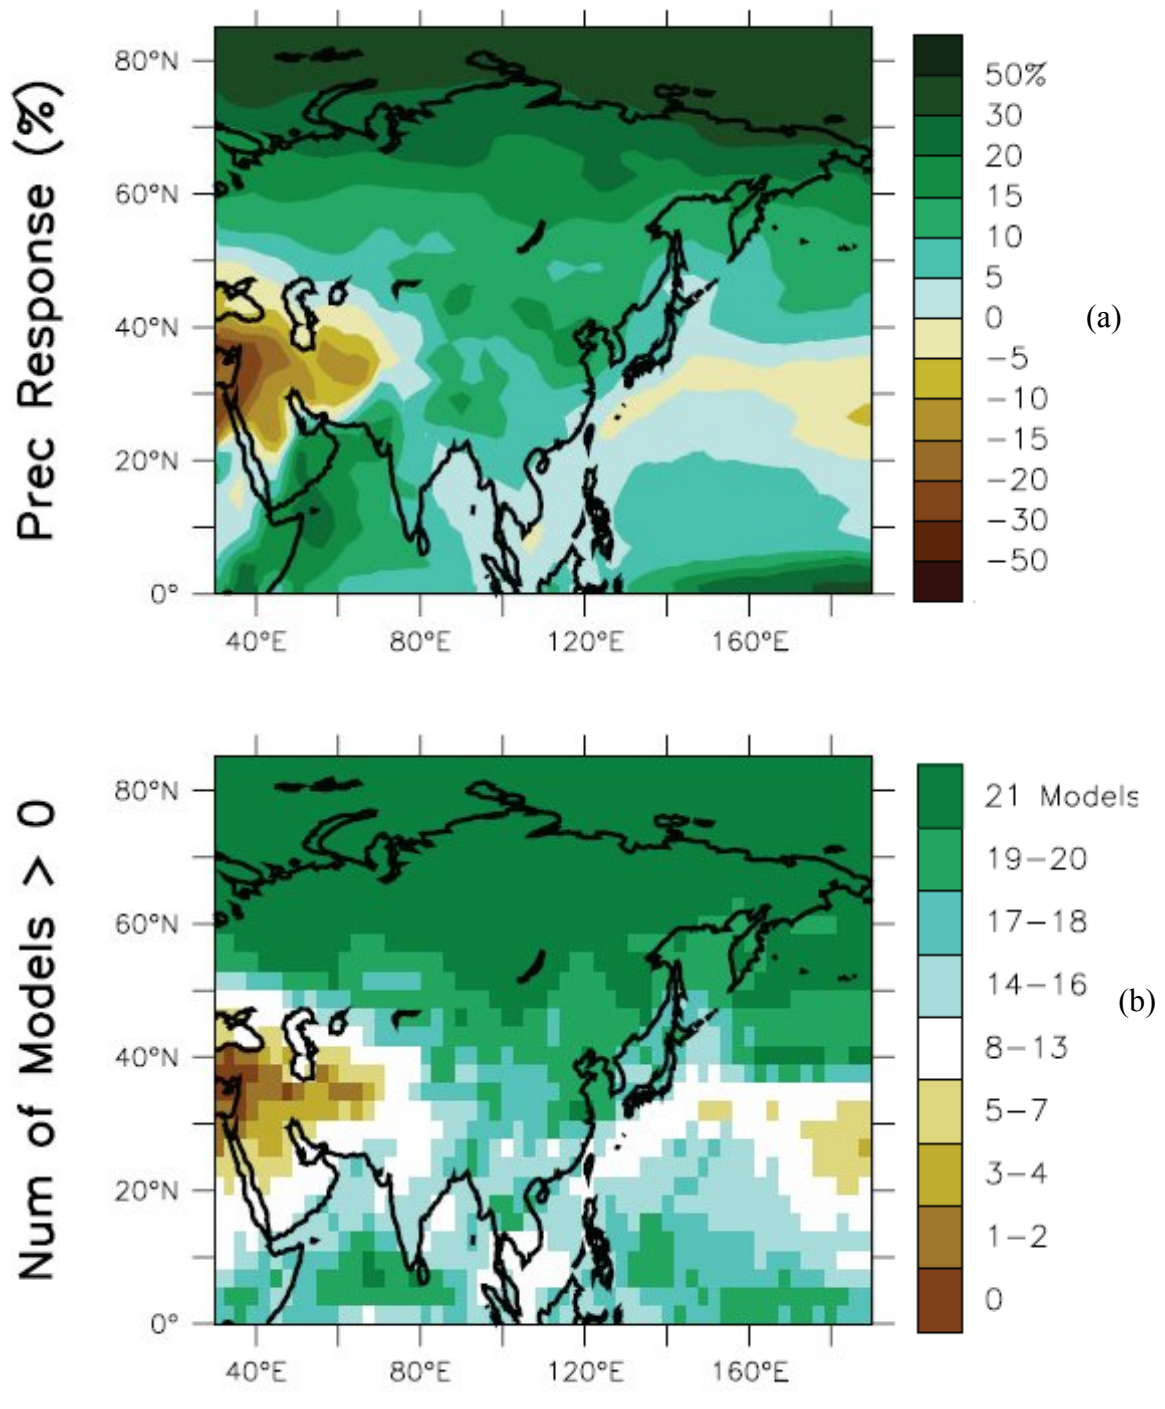 Prec Response (%)
80°N
60°N
40°N
20°N
0°
40°E
80°E
120°E
160°E
50%
30
20
15
10
5
0
-5
-10
-15
-20
-30
-50
(a)
Num of Models > 0
80°N
60°N
40°N
20°N
0°
40°E
80°E
120°E
160°E
21 Models
19-20
17-18
14-16
8-13
5-7
3-4
1-2
0
(b)